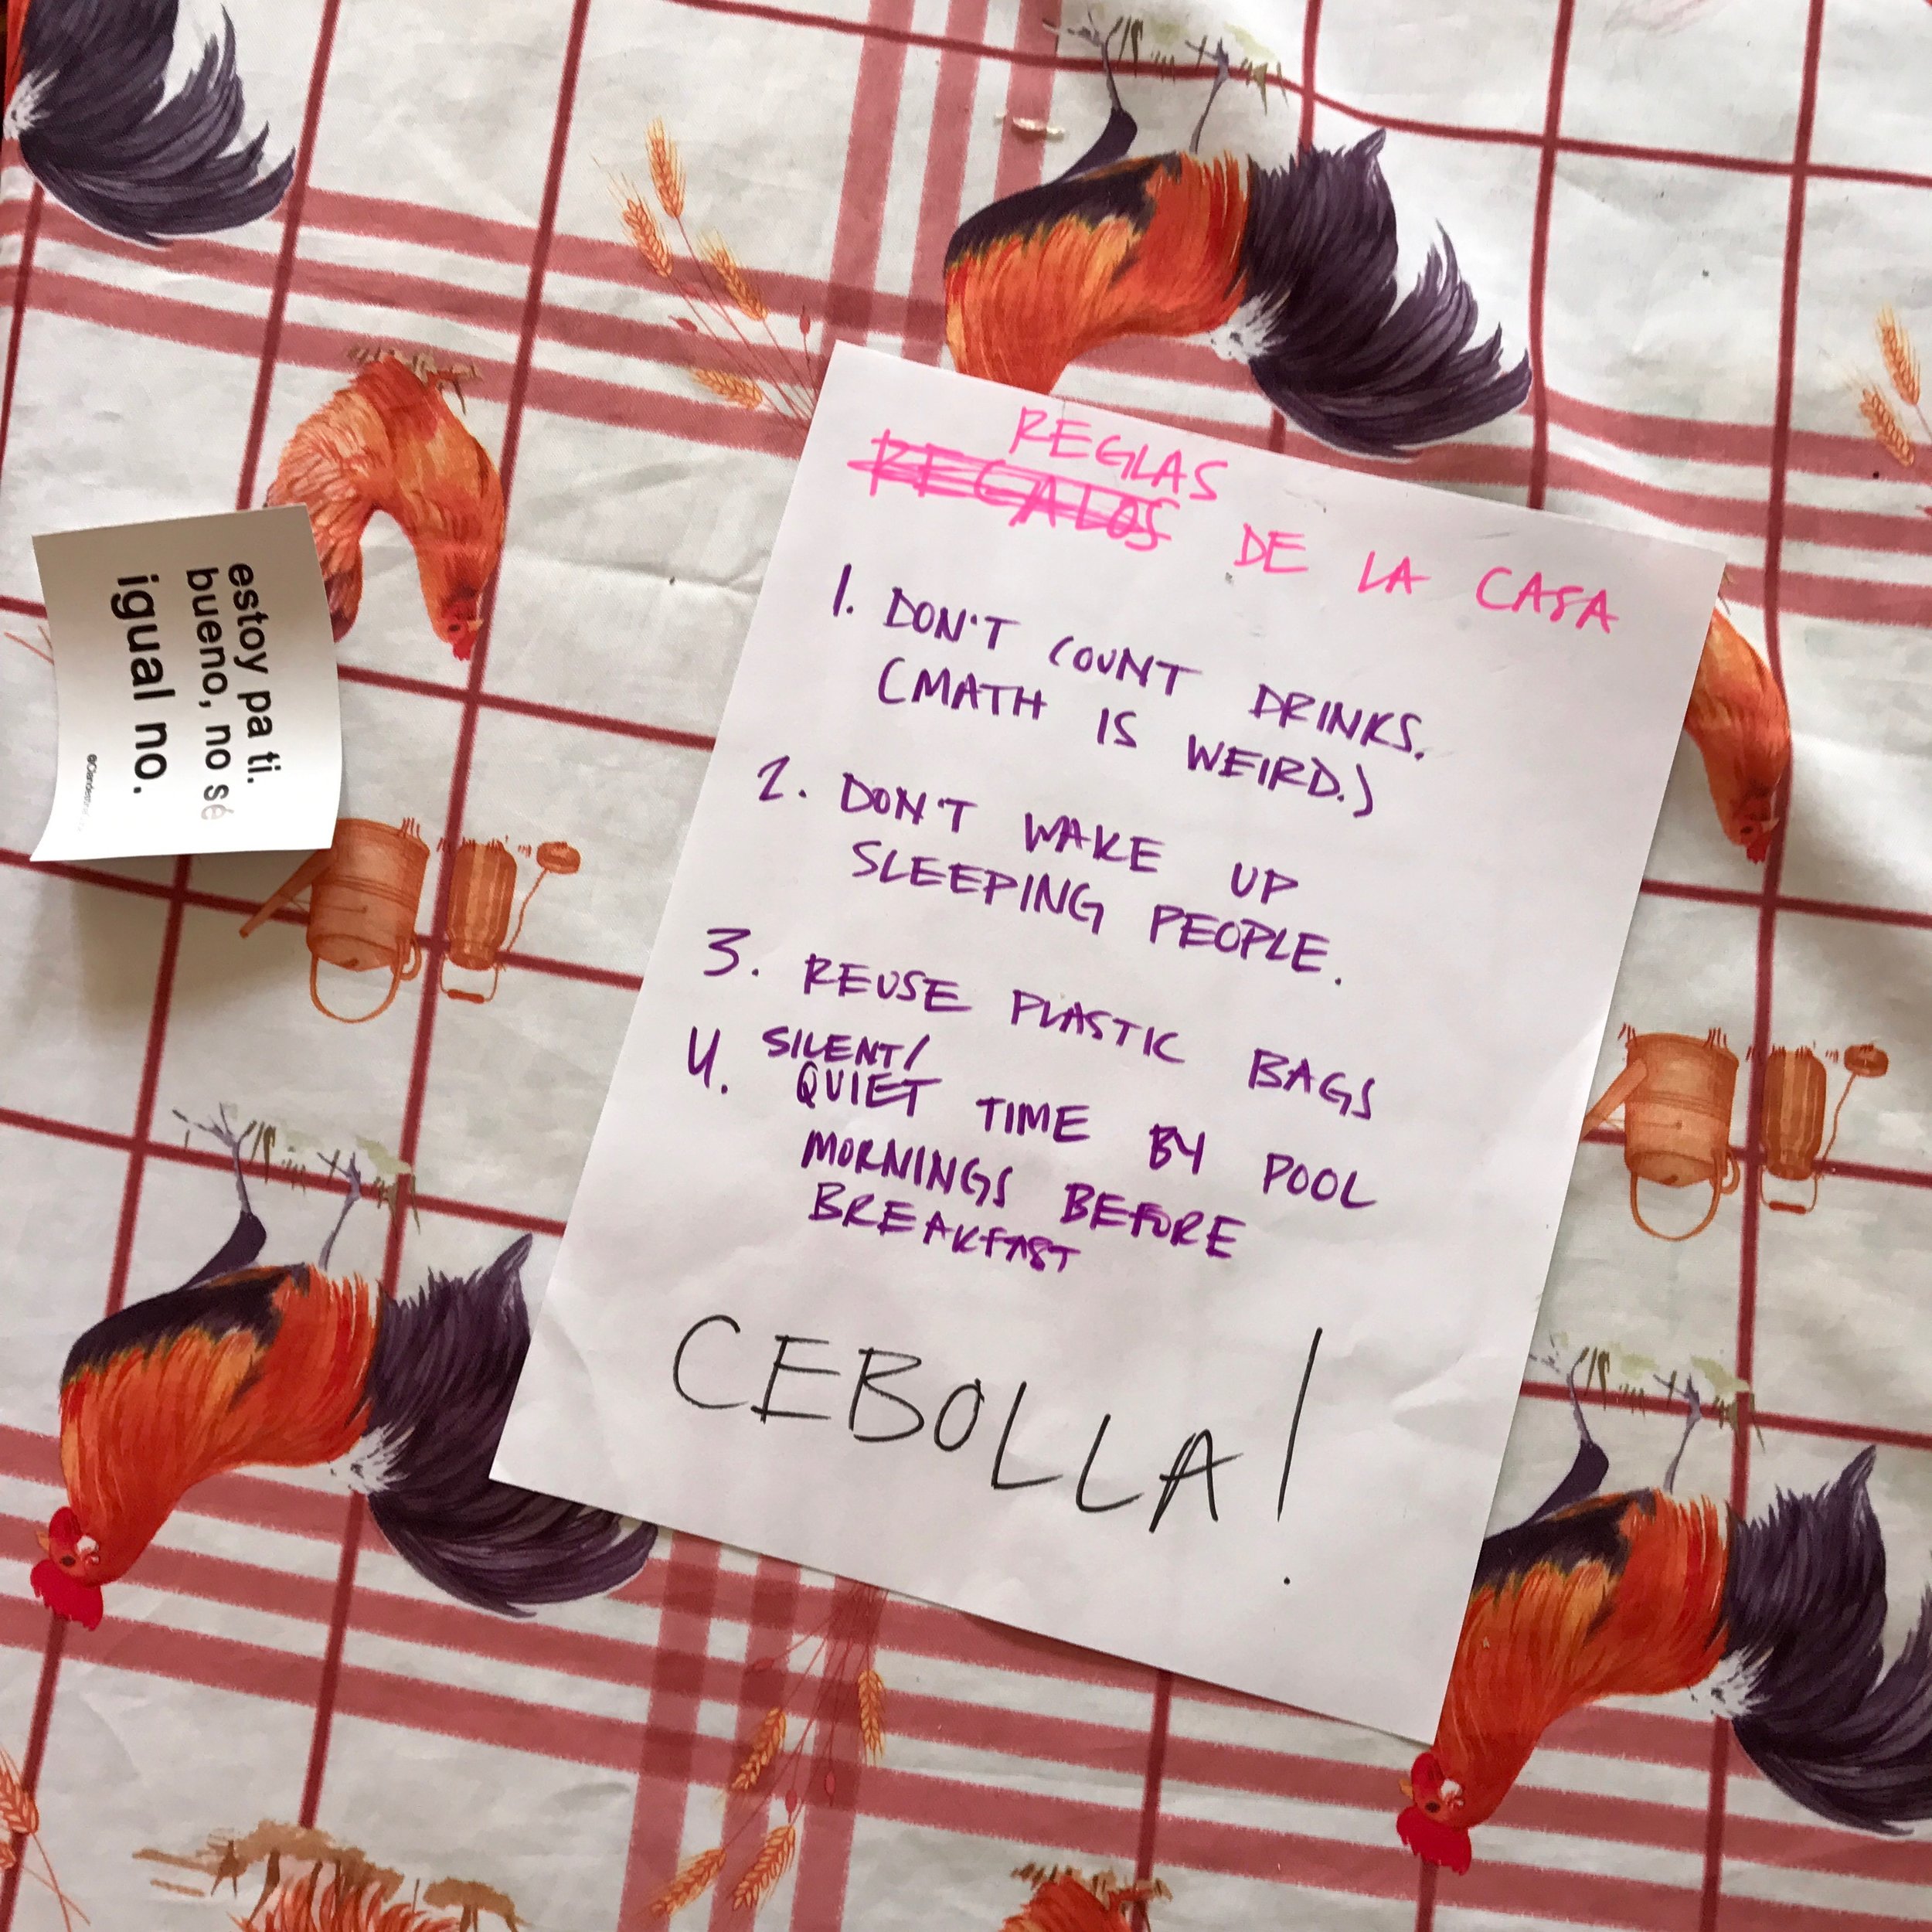 REGLAS
REGALOS DE LA CASA
1. DON'T COUNT DRINKS.
(MATH IS WEIRD.)
2. DON'T WAKE UP
SLEEPING PEOPLE.
3. REUSE PLASTIC BAGS
4. SILENT/
QUIET TIME BY POOL
MORNINGS BEFORE
BREAKFAST
CEBOLLA!
estoy pa ti.
bueno, no sé
igual no.